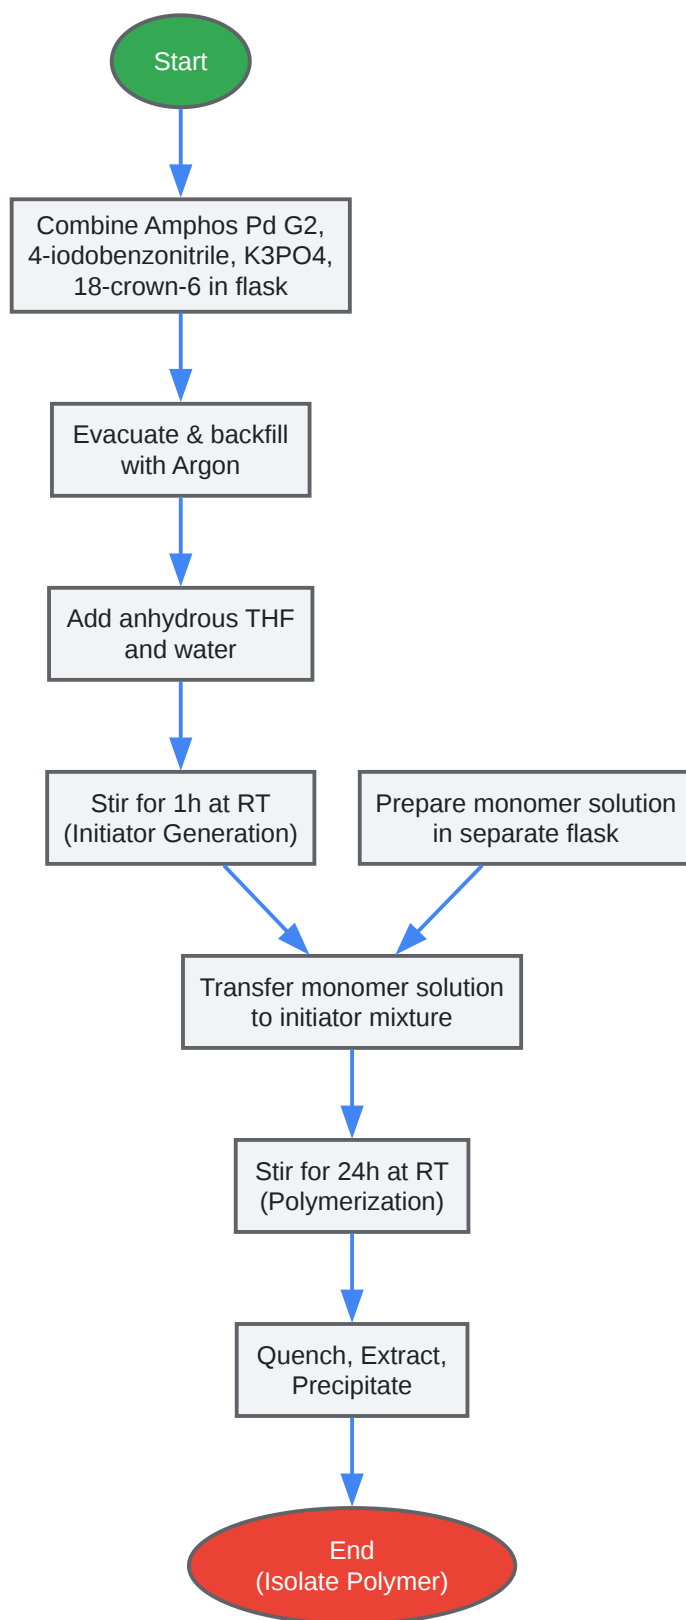 Start
Combine Amphos Pd G2,
4-iodobenzonitrile, K3PO4,
18-crown-6 in flask
Evacuate & backfill
with Argon
Add anhydrous THF
and water
Stir for 1h at RT
(Initiator Generation)
Prepare monomer solution
in separate flask
Transfer monomer solution
to initiator mixture
Stir for 24h at RT
(Polymerization)
Quench, Extract,
Precipitate
End
(Isolate Polymer)